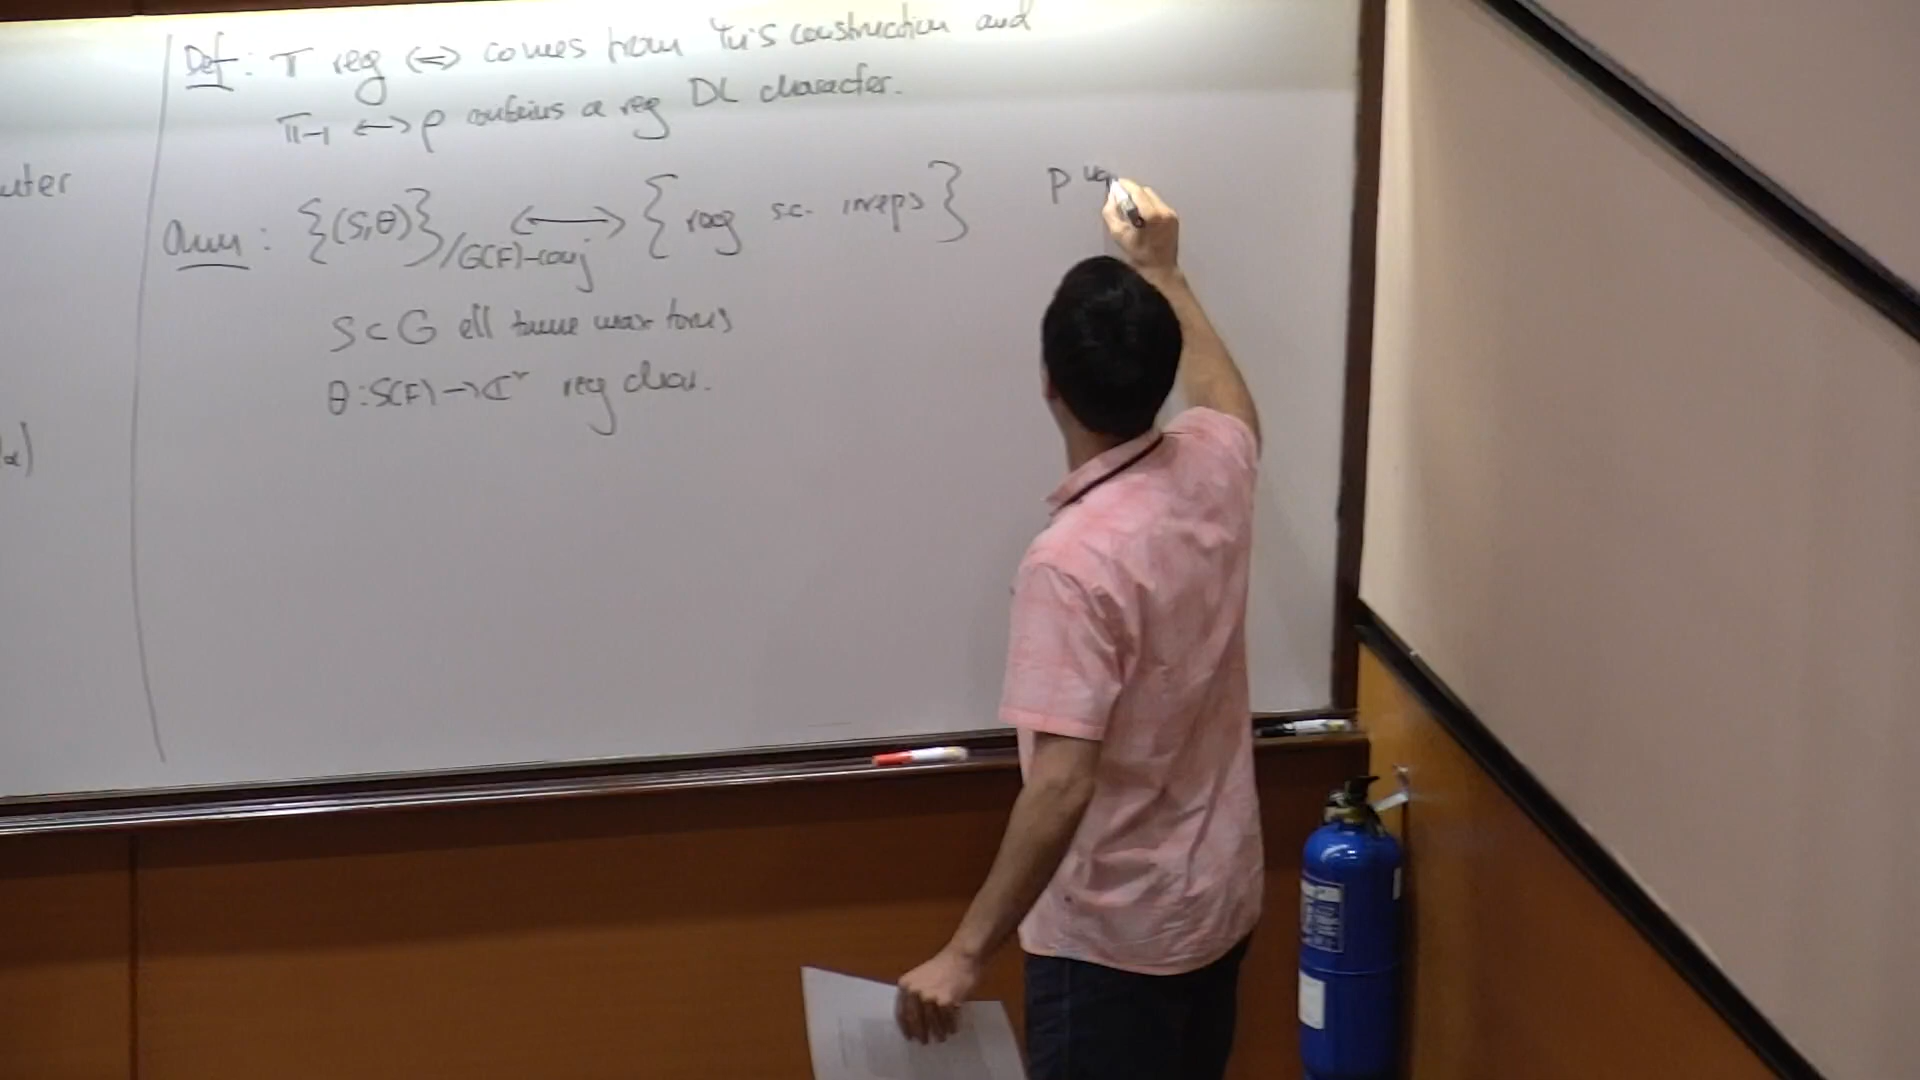 Def: π reg ⟺ comes from Yu's construction and
π₋₁ ⟷ ρ contains a reg DL character.
uter
{(S,θ)}/G(F)-conj ⟷ { reg s.c. irreps }
p
S ⊂ G ell tame max torus
α)
θ: S(F) → ℂ^× reg char.